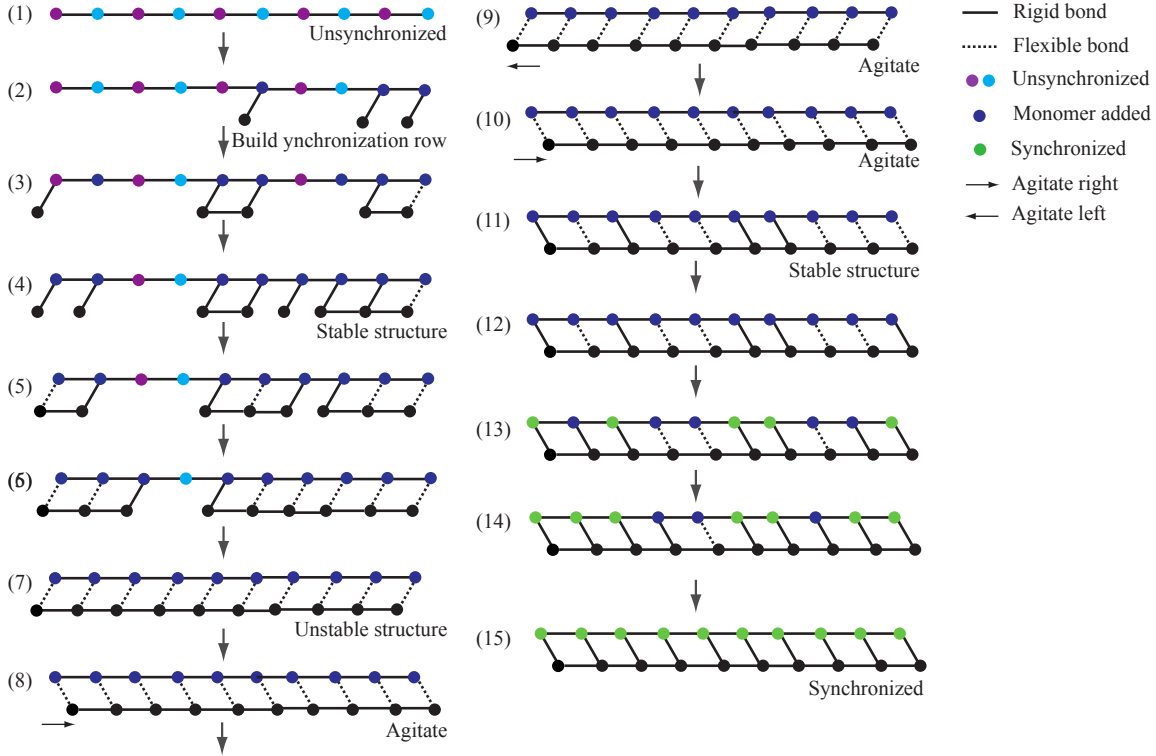 (1)
Unsynchronized
(2)
Build ynchronization row
(3)
(4)
Stable structure
(5)
(6)
(7)
Unstable structure
(8)
Agitate
(9)
Agitate
(10)
Agitate
(11)
Stable structure
(12)
(13)
(14)
(15)
Synchronized
Rigid bond
Flexible bond
Unsynchronized
Monomer added
Synchronized
Agitate right
Agitate left